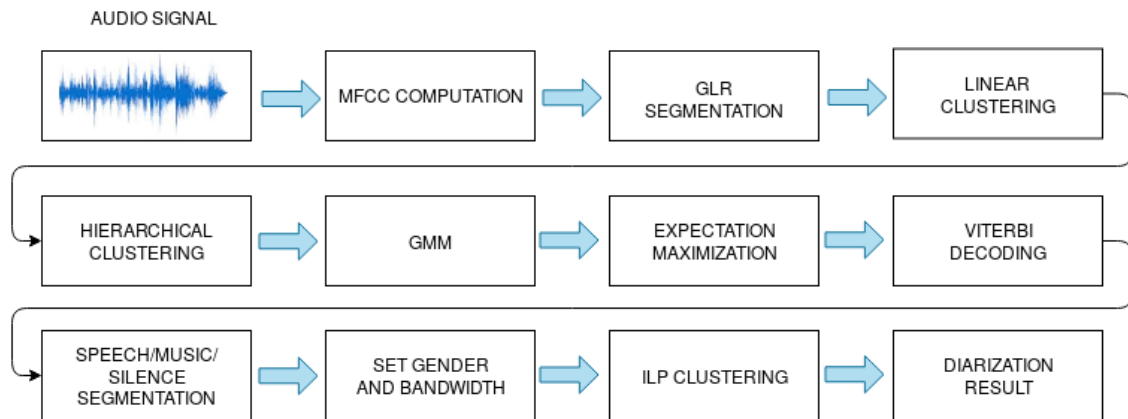 AUDIO SIGNAL
MFCC COMPUTATION
GLR
SEGMENTATION
LINEAR
CLUSTERING
HIERARCHICAL
CLUSTERING
GMM
EXPECTATION
MAXIMIZATION
VITERBI
DECODING
SPEECH/MUSIC/
SILENCE
SEGMENTATION
SET GENDER
AND BANDWIDTH
ILP CLUSTERING
DIARIZATION
RESULT